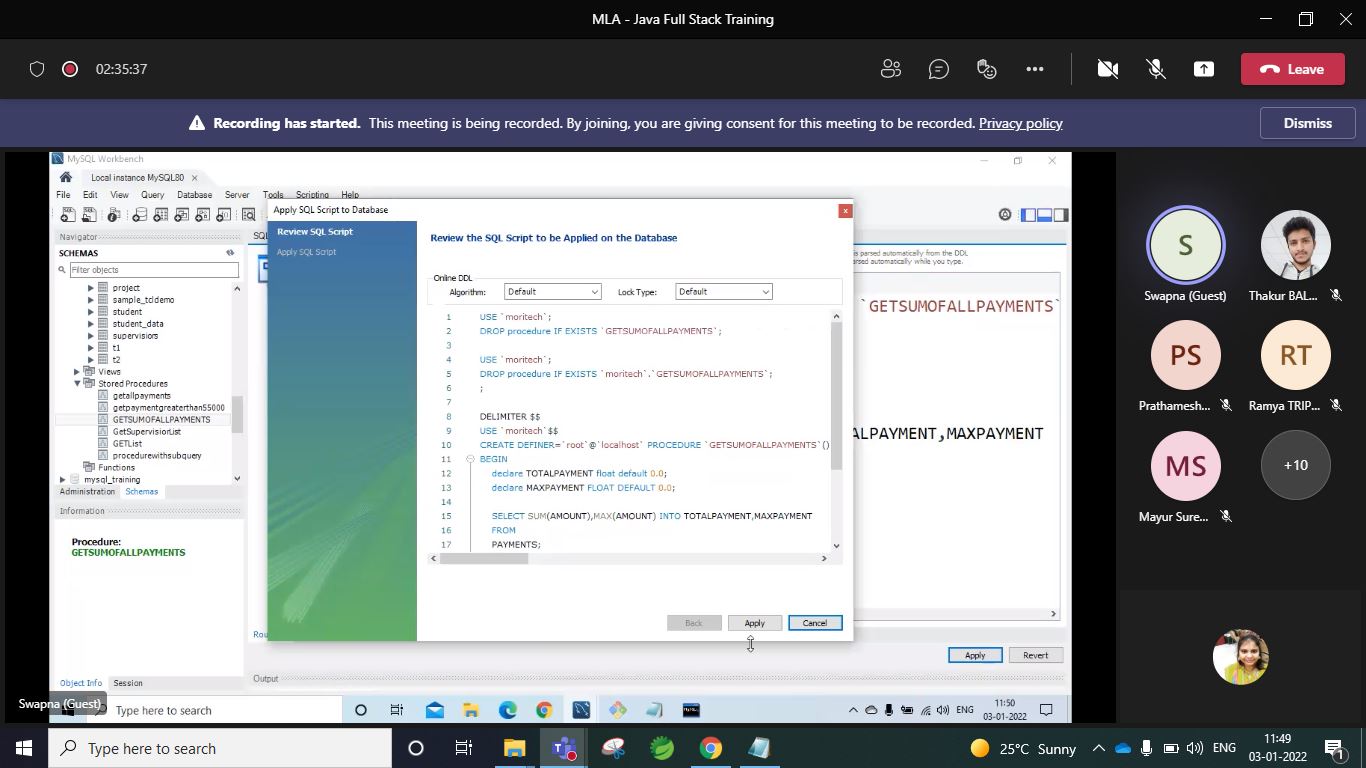 MLA - Java Full Stack Training
02:35:37
Leave
Recording has started. This meeting is being recorded. By joining, you are giving consent for this meeting to be recorded. Privacy policy
Dismiss
MySQL Workbench
Local instance MySQL80
File Edit View Query Database Server Tools Scripting Help
Navigator
SCHEMAS
Filter objects
project
sample_tcldemo
student
student_data
supervisiors
t1
t2
Views
Stored Procedures
getallpayments
getpaymentgreaterthan55000
GETSUMOFALLPAYMENTS
GetSupervisiorList
GETList
procedurewithsubquery
Functions
mysql_training
Administration Schemas
Information
Procedure:
GETSUMOFALLPAYMENTS
Object Info Session
Apply SQL Script to Database
Review SQL Script
Apply SQL Script
Review the SQL Script to be Applied on the Database
Online DDL
Algorithm: Default Lock Type: Default
1 USE `moritech`;
2 DROP procedure IF EXISTS `GETSUMOFALLPAYMENTS`;
3
4 USE `moritech`;
5 DROP procedure IF EXISTS `moritech`.`GETSUMOFALLPAYMENTS`;
6 ;
7
8 DELIMITER $$
9 USE `moritech`$$
10 CREATE DEFINER=`root`@`localhost` PROCEDURE `GETSUMOFALLPAYMENTS`()
11 BEGIN
12 declare TOTALPAYMENT float default 0.0;
13 declare MAXPAYMENT FLOAT DEFAULT 0.0;
14
15 SELECT SUM(AMOUNT),MAX(AMOUNT) INTO TOTALPAYMENT,MAXPAYMENT
16 FROM
17 PAYMENTS;
Back Apply Cancel
is parsed automatically from the DDL
parsed automatically while you type.
`GETSUMOFALLPAYMENTS`
ALPAYMENT,MAXPAYMENT
Apply Revert
Output
Swapna (Guest)
Type here to search
ENG
11:50
03-01-2022
S
Swapna (Guest)
Thakur BAL...
PS
Prathamesh...
RT
Ramya TRIP...
MS
Mayur Sure...
+10
Type here to search
25°C Sunny
ENG
11:49
03-01-2022
1